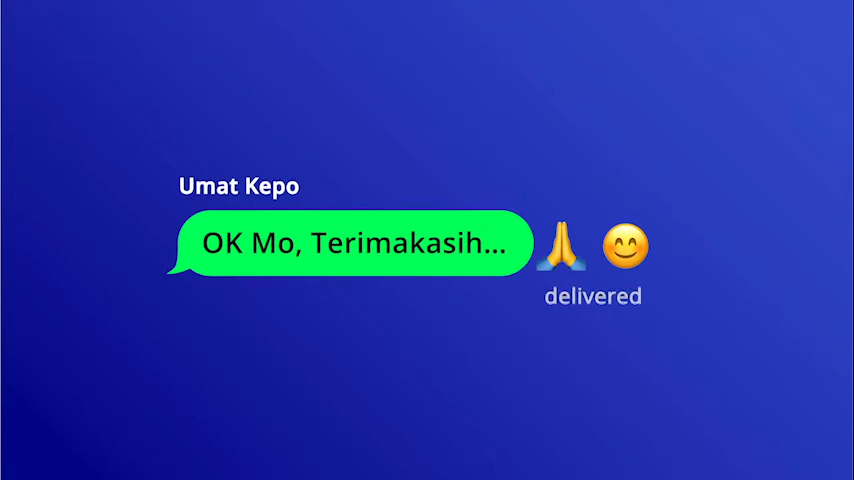 Umat Kepo
OK Mo, Terimakasih... 🙏 😊
delivered